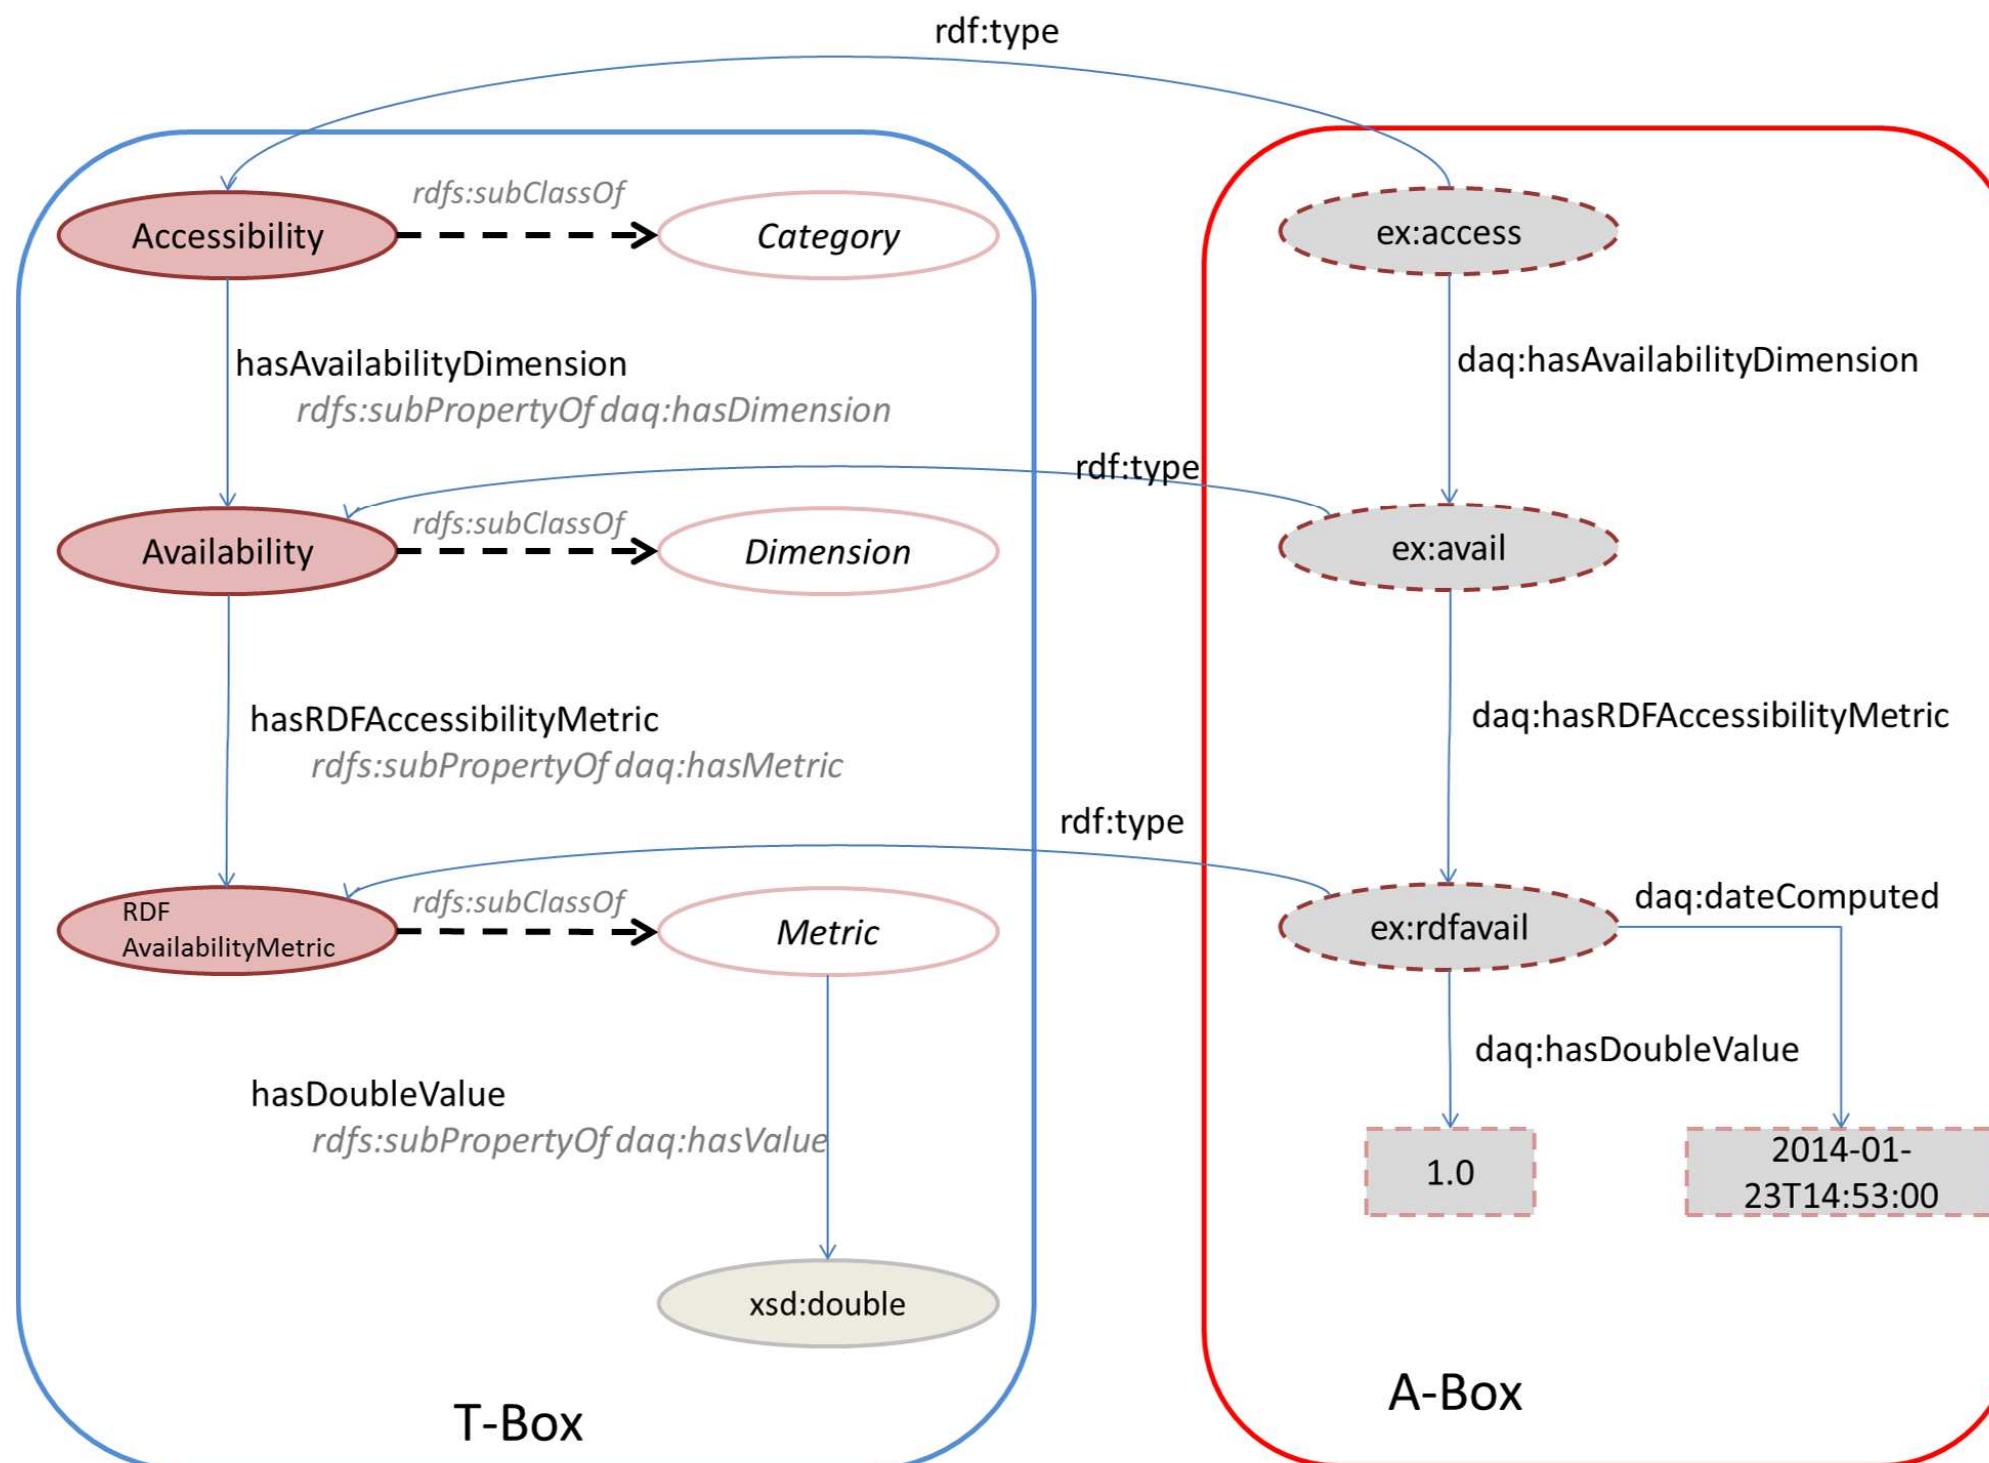 rdf:type
rdfs:subClassOf
Accessibility
Category
ex:access
hasAvailabilityDimension
rdfs:subPropertyOf daq:hasDimension
daq:hasAvailabilityDimension
rdf:type
rdfs:subClassOf
Availability
Dimension
ex:avail
hasRDFAccessibilityMetric
rdfs:subPropertyOf daq:hasMetric
daq:hasRDFAccessibilityMetric
rdf:type
rdfs:subClassOf
RDF
AvailabilityMetric
Metric
ex:rdfavail
daq:dateComputed
hasDoubleValue
rdfs:subPropertyOf daq:hasValue
daq:hasDoubleValue
1.0
2014-01-
23T14:53:00
xsd:double
T-Box
A-Box